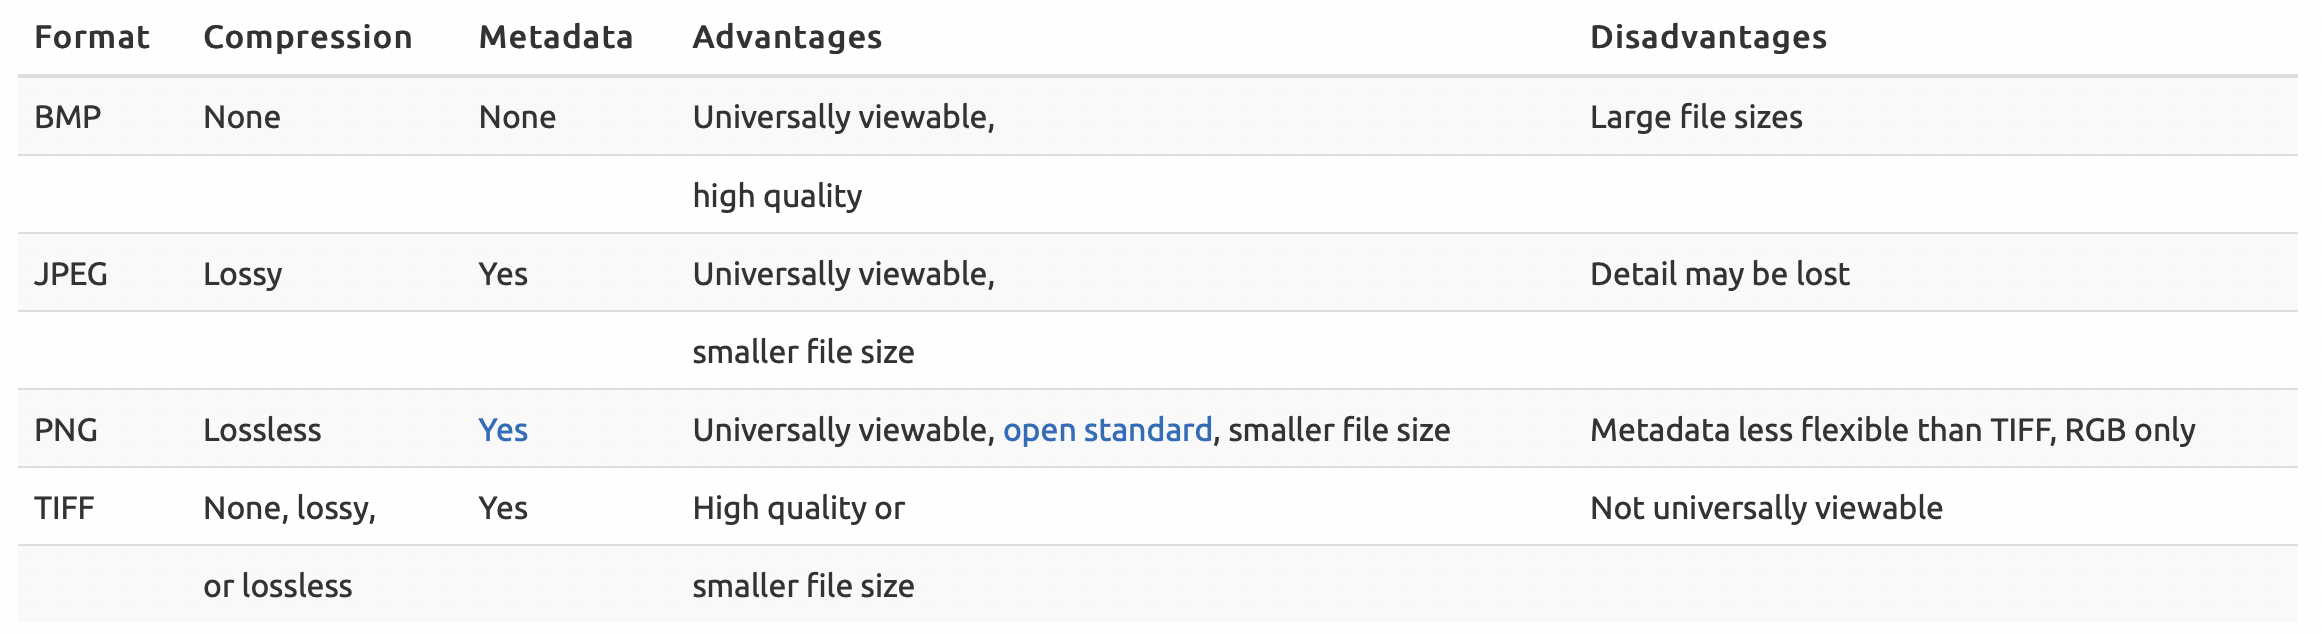 Format Compression Metadata Advantages Disadvantages
BMP None None Universally viewable, Large file sizes
high quality
JPEG Lossy Yes Universally viewable, Detail may be lost
smaller file size
PNG Lossless Yes Universally viewable, open standard, smaller file size Metadata less flexible than TIFF, RGB only
TIFF None, lossy, Yes High quality or Not universally viewable
or lossless smaller file size